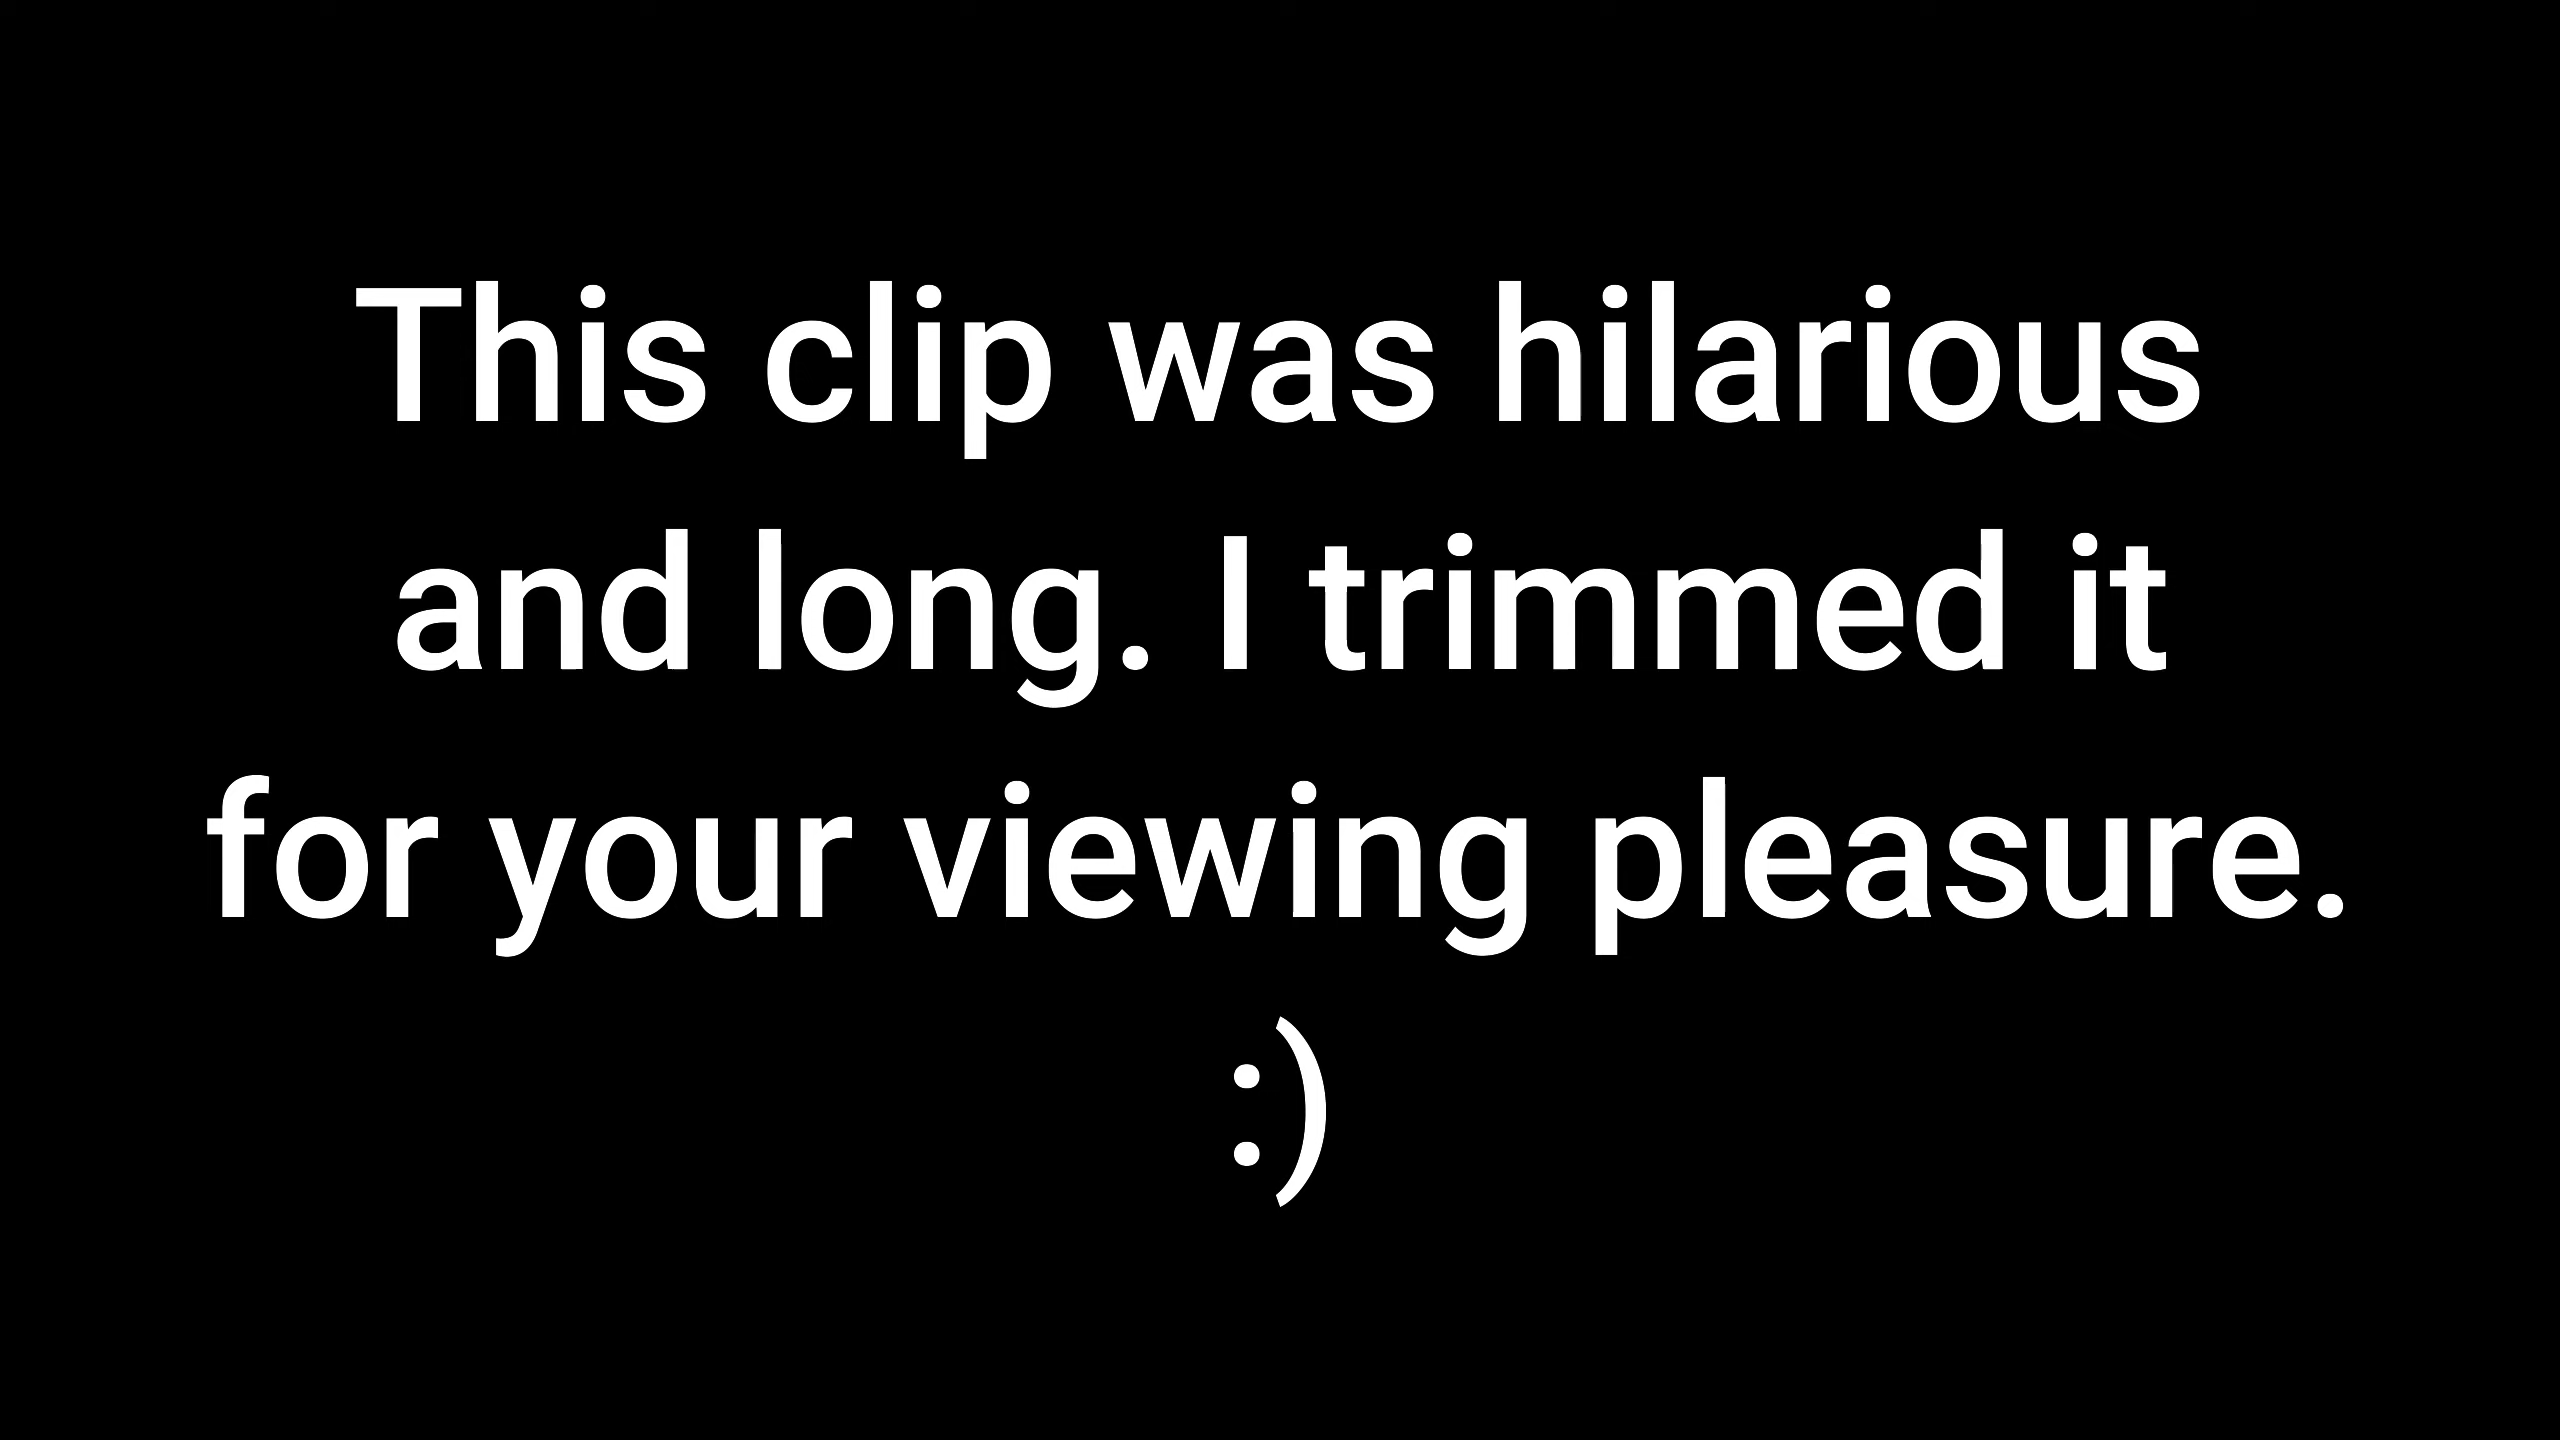 This clip was hilarious
and long. I trimmed it
for your viewing pleasure.
:)